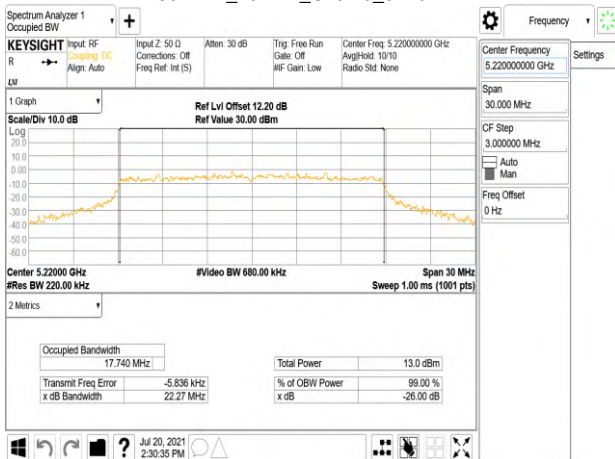 Spectrum Analyzer 1
Occupied BW
Frequency
KEYSIGHT
R
Input: RF
Coupling: DC
Align: Auto
Input Z: 50 Ω
Corrections: Off
Freq Ref: Int (S)
Atten: 30 dB
Trig: Free Run
Gate: Off
#IF Gain: Low
Center Freq: 5.220000000 GHz
Avg|Hold: 10/10
Radio Std: None
Center Frequency
5.220000000 GHz
Settings
Span
30.000 MHz
CF Step
3.000000 MHz
Auto
Man
Freq Offset
0 Hz
1 Graph
Scale/Div 10.0 dB
Ref Lvl Offset 12.20 dB
Ref Value 30.00 dBm
Log
20.0
10.0
0.00
-10.0
-20.0
-30.0
-40.0
-50.0
-60.0
Center 5.22000 GHz
#Res BW 220.00 kHz
#Video BW 680.00 kHz
Span 30 MHz
Sweep 1.00 ms (1001 pts)
2 Metrics
Occupied Bandwidth
17.740 MHz
Total Power 13.0 dBm
Transmit Freq Error -5.836 kHz
% of OBW Power 99.00 %
x dB Bandwidth 22.27 MHz
x dB -26.00 dB
?
Jul 20, 2021
2:30:35 PM